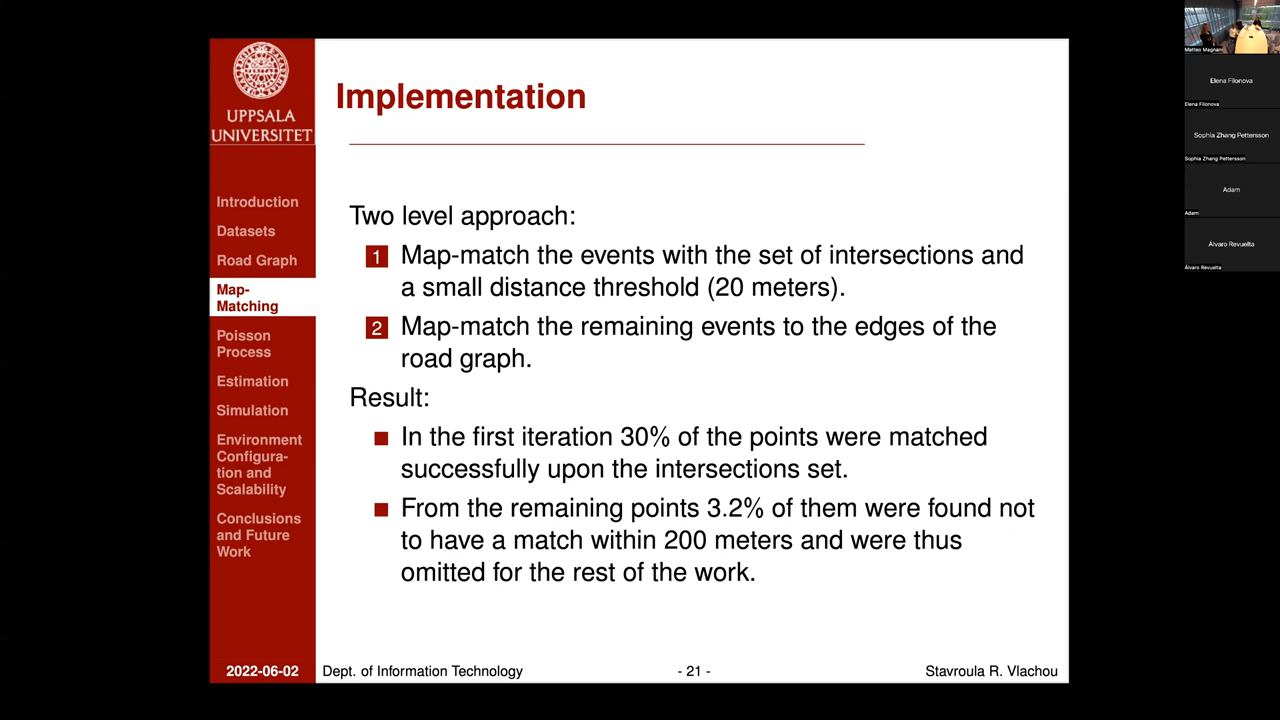 UPPSALA
UNIVERSITET
Introduction
Datasets
Road Graph
Map-
Matching
Poisson
Process
Estimation
Simulation
Environment
Configura-
tion and
Scalability
Conclusions
and Future
Work
2022-06-02
Implementation
Two level approach:
1 Map-match the events with the set of intersections and
a small distance threshold (20 meters).
2 Map-match the remaining events to the edges of the
road graph.
Result:
In the first iteration 30% of the points were matched
successfully upon the intersections set.
From the remaining points 3.2% of them were found not
to have a match within 200 meters and were thus
omitted for the rest of the work.
Dept. of Information Technology
- 21 -
Stavroula R. Vlachou
Matteo Magnani
Elena Filonova
Elena Filonova
Sophia Zhang Pettersson
Sophia Zhang Pettersson
Adam
Adam
Álvaro Revuelta
Álvaro Revuelta